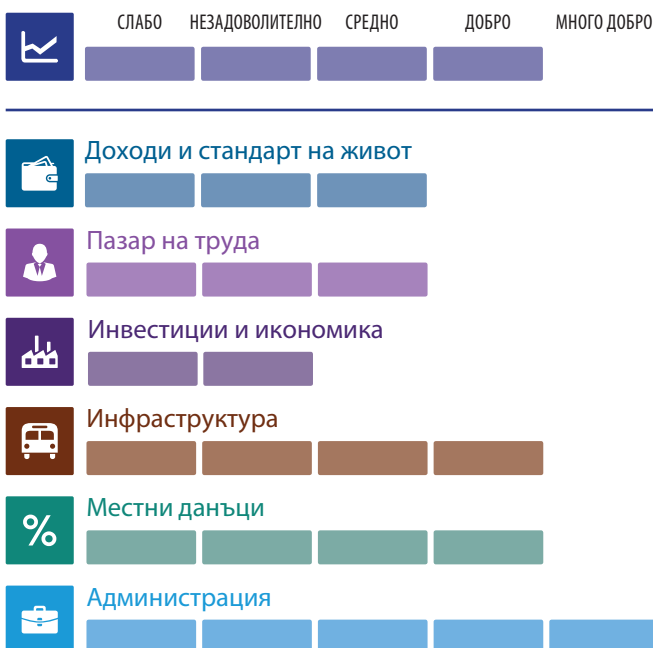 СЛАБО НЕЗАДОВОЛИТЕЛНО СРЕДНО ДОБРО МНОГО ДОБРО
Доходи и стандарт на живот
Пазар на труда
Инвестиции и икономика
Инфраструктура
Местни данъци
%
Администрация